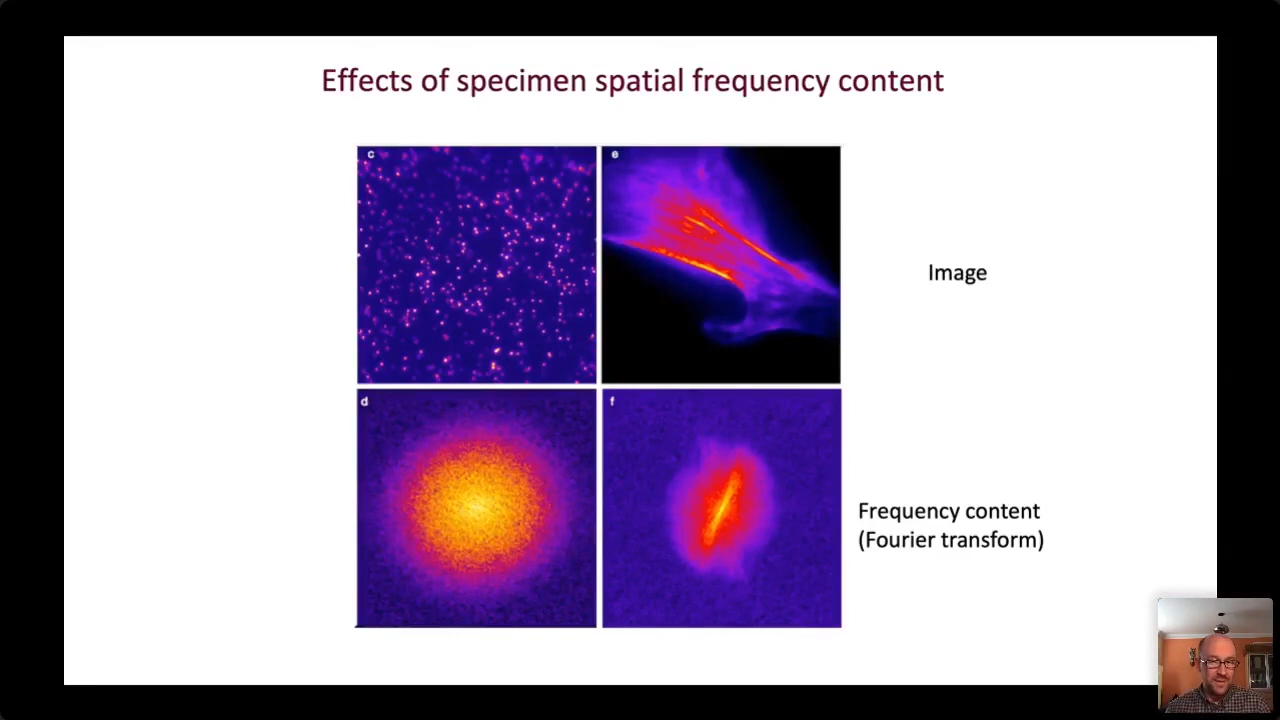 Effects of specimen spatial frequency content
c
e
Image
d
f
Frequency content
(Fourier transform)